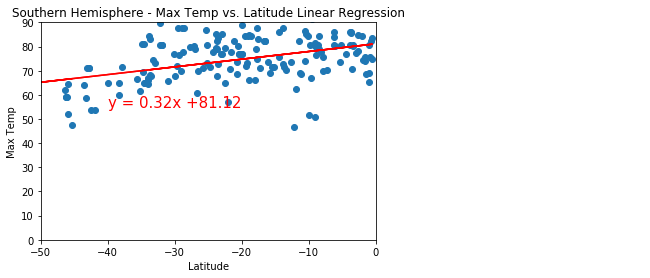 Southern Hemisphere - Max Temp vs. Latitude Linear Regression
90
80
70
60
50
40
30
20
10
0
Max Temp
y = 0.32x +81.12
−50 −40 −30 −20 −10 0
Latitude